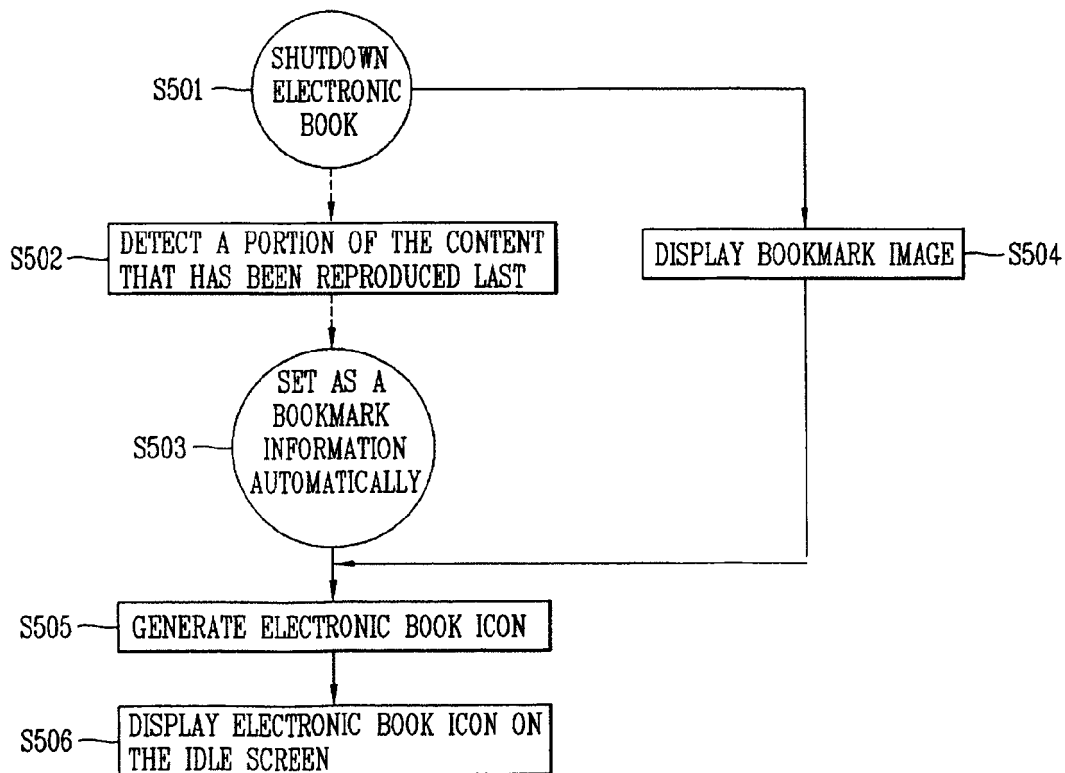 SHUTDOWN
ELECTRONIC
BOOK
S501
DETECT A PORTION OF THE CONTENT
THAT HAS BEEN REPRODUCED LAST
S502
DISPLAY BOOKMARK IMAGE
S504
SET AS A
BOOKMARK
INFORMATION
AUTOMATICALLY
S503
S505
GENERATE ELECTRONIC BOOK ICON
S506
DISPLAY ELECTRONIC BOOK ICON ON
THE IDLE SCREEN